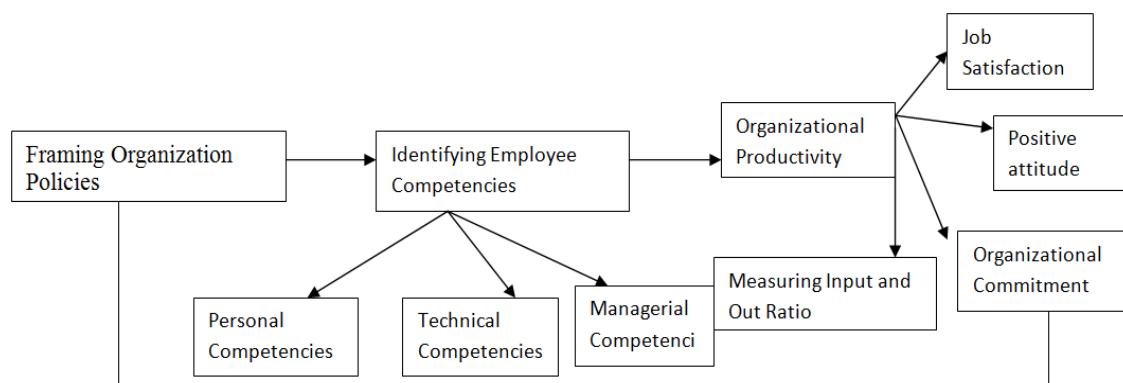 Job
Satisfaction
Organizational
Productivity
Positive
attitude
Framing Organization
Policies
Identifying Employee
Competencies
Organizational
Commitment
Measuring Input and
Out Ratio
Personal
Competencies
Technical
Competencies
Managerial
Competenci